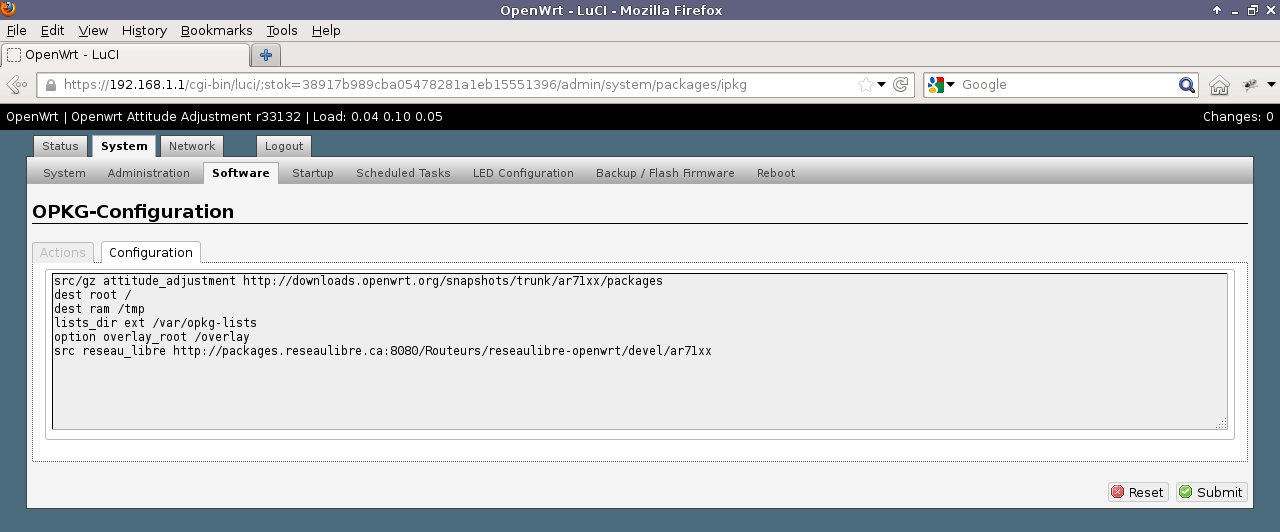 OpenWrt - LuCI - Mozilla Firefox
File Edit View History Bookmarks Tools Help
OpenWrt - LuCI
https://192.168.1.1/cgi-bin/luci/;stok=38917b989cba05478281a1eb15551396/admin/system/packages/ipkg Google
OpenWrt | Openwrt Attitude Adjustment r33132 | Load: 0.04 0.10 0.05 Changes: 0
Status System Network Logout
System Administration Software Startup Scheduled Tasks LED Configuration Backup / Flash Firmware Reboot
OPKG-Configuration
Actions Configuration
src/gz attitude_adjustment http://downloads.openwrt.org/snapshots/trunk/ar71xx/packages
dest root /
dest ram /tmp
lists_dir ext /var/opkg-lists
option overlay_root /overlay
src reseau_libre http://packages.reseaulibre.ca:8080/Routeurs/reseaulibre-openwrt/devel/ar71xx
Reset Submit